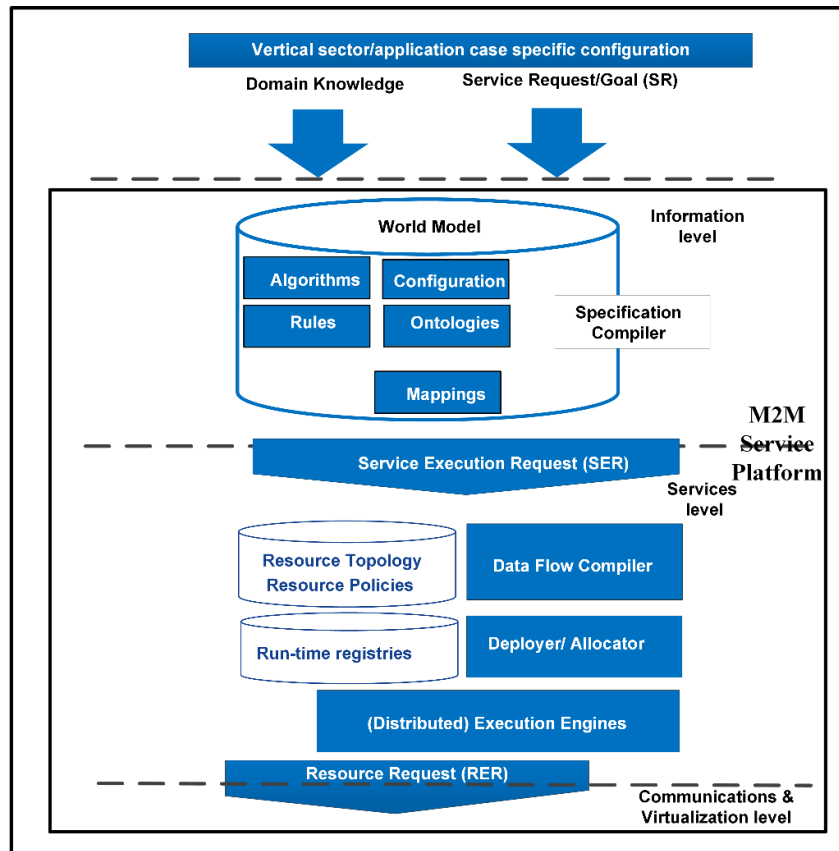 Vertical sector/application case specific configuration
Domain Knowledge
Service Request/Goal (SR)
World Model
Information
level
Algorithms
Configuration
Rules
Ontologies
Specification
Compiler
Mappings
M2M
Service
Platform
Service Execution Request (SER)
Services
level
Resource Topology
Resource Policies
Data Flow Compiler
Run-time registries
Deployer/ Allocator
(Distributed) Execution Engines
Resource Request (RER)
Communications &
Virtualization level